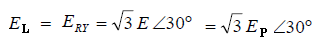 E_L = E_RY = √3 E ∠30° = √3 E_P ∠30°